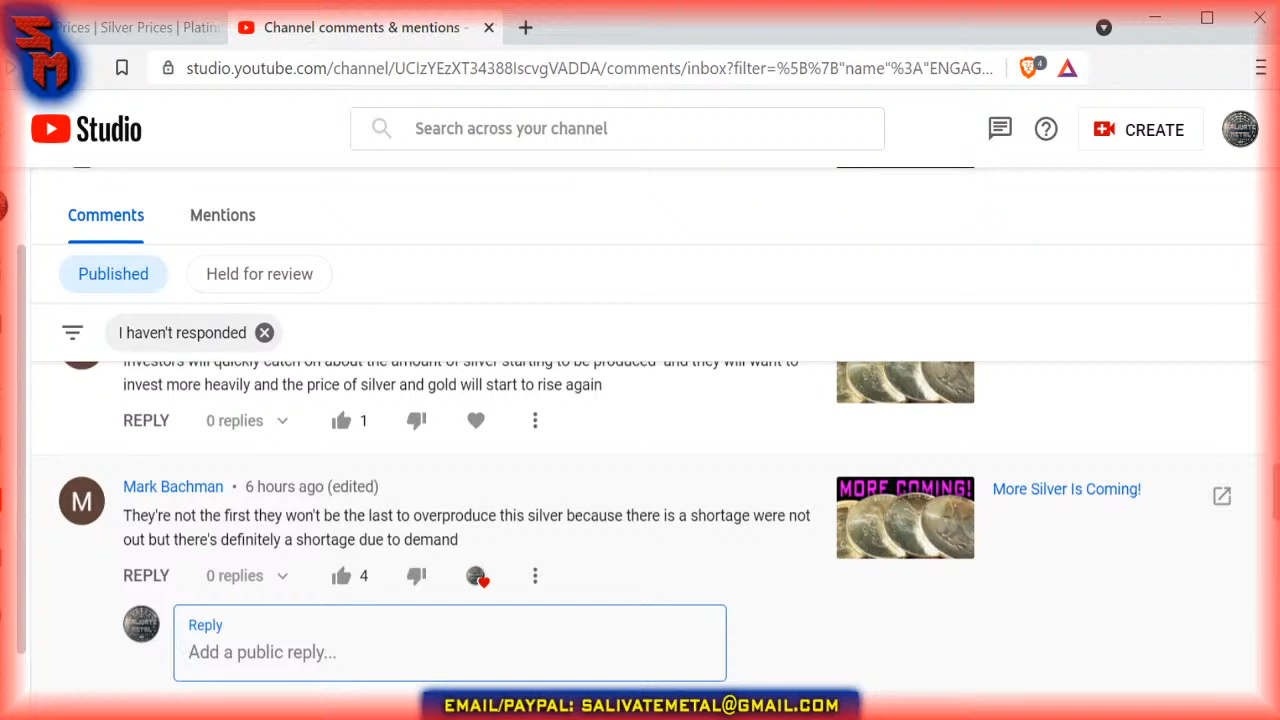 SM
Prices | Silver Prices | Platin
Channel comments & mentions -
studio.youtube.com/channel/UCIzYEzXT34388IscvgVADDA/comments/inbox?filter=%5B%7B"name"%3A"ENGAG...
4
Studio
Search across your channel
CREATE
Comments
Mentions
Published
Held for review
I haven't responded
investors will quickly catch on about the amount of silver starting to be produced and they will want to
invest more heavily and the price of silver and gold will start to rise again
REPLY
0 replies
1
M
Mark Bachman • 6 hours ago (edited)
They're not the first they won't be the last to overproduce this silver because there is a shortage were not
out but there's definitely a shortage due to demand
MORE COMING!
More Silver Is Coming!
REPLY
0 replies
4
SALIVATE METAL
Reply
Add a public reply...
EMAIL/PAYPAL: SALIVATEMETAL@GMAIL.COM